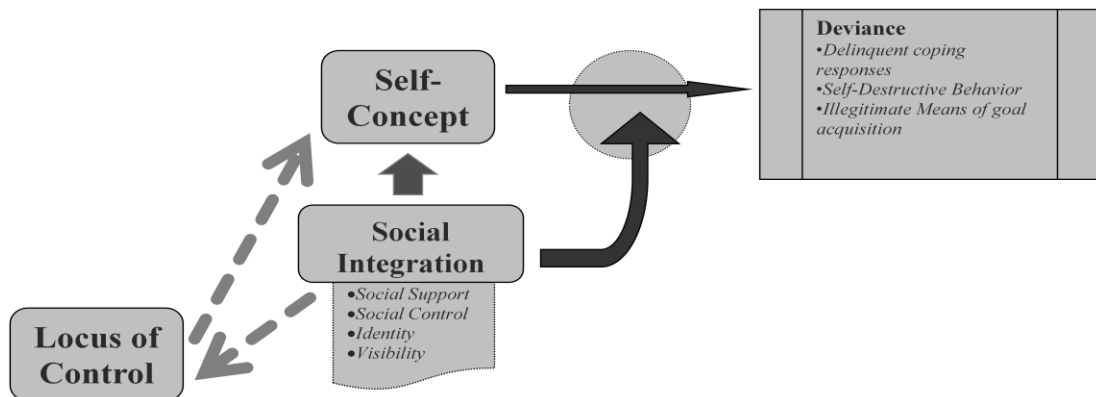 Self-
Concept
Social
Integration
•Social Support
•Social Control
•Identity
•Visibility
Locus of
Control
Deviance
•Delinquent coping
responses
•Self-Destructive Behavior
•Illegitimate Means of goal
acquisition